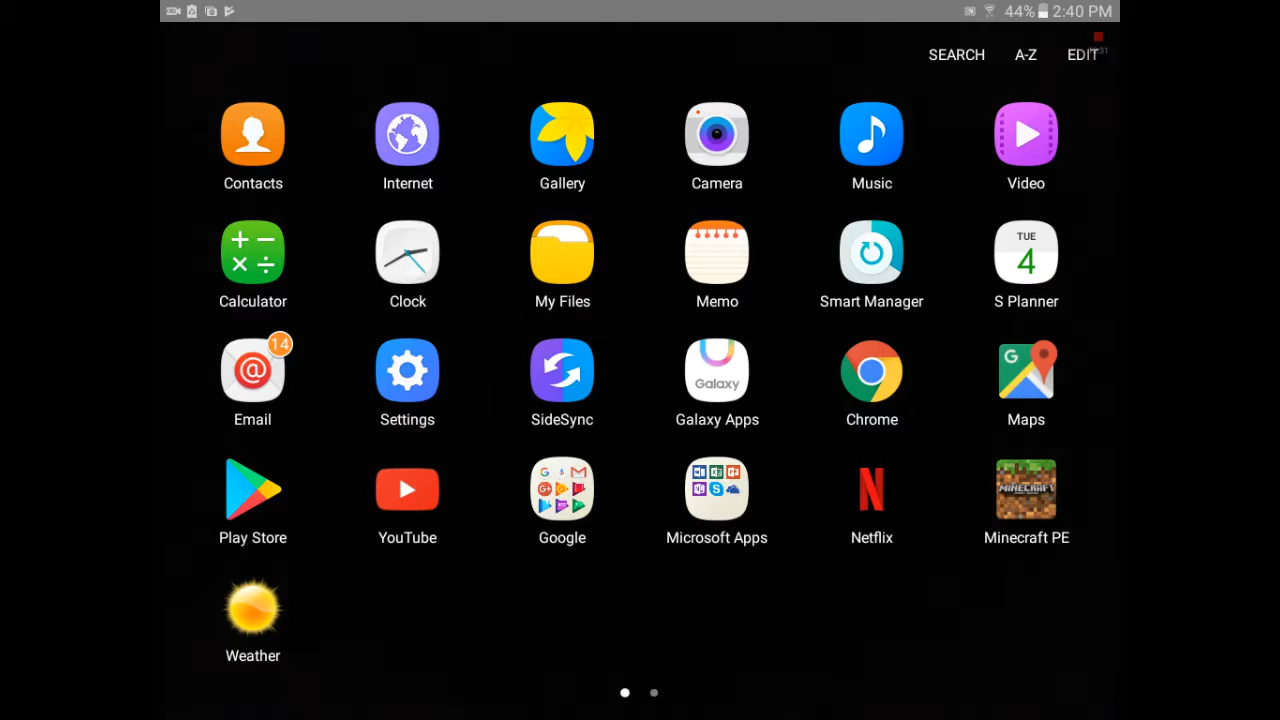 44% 2:40 PM
SEARCH A-Z EDIT
Contacts Internet Gallery Camera Music Video
TUE
4
Calculator Clock My Files Memo Smart Manager S Planner
14
@
Galaxy
G
Email Settings SideSync Galaxy Apps Chrome Maps
G
G+
N
MINECRAFT
Play Store YouTube Google Microsoft Apps Netflix Minecraft PE
Weather